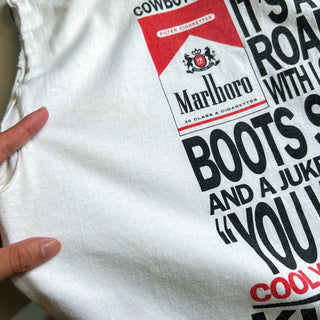 COWBOY
IT'S A
FILTER CIGARETTES
ROA
Marlboro
WITH
20 CLASS A CIGARETTES
BOOTS S
AND A JUKE
"YOU
COOLY